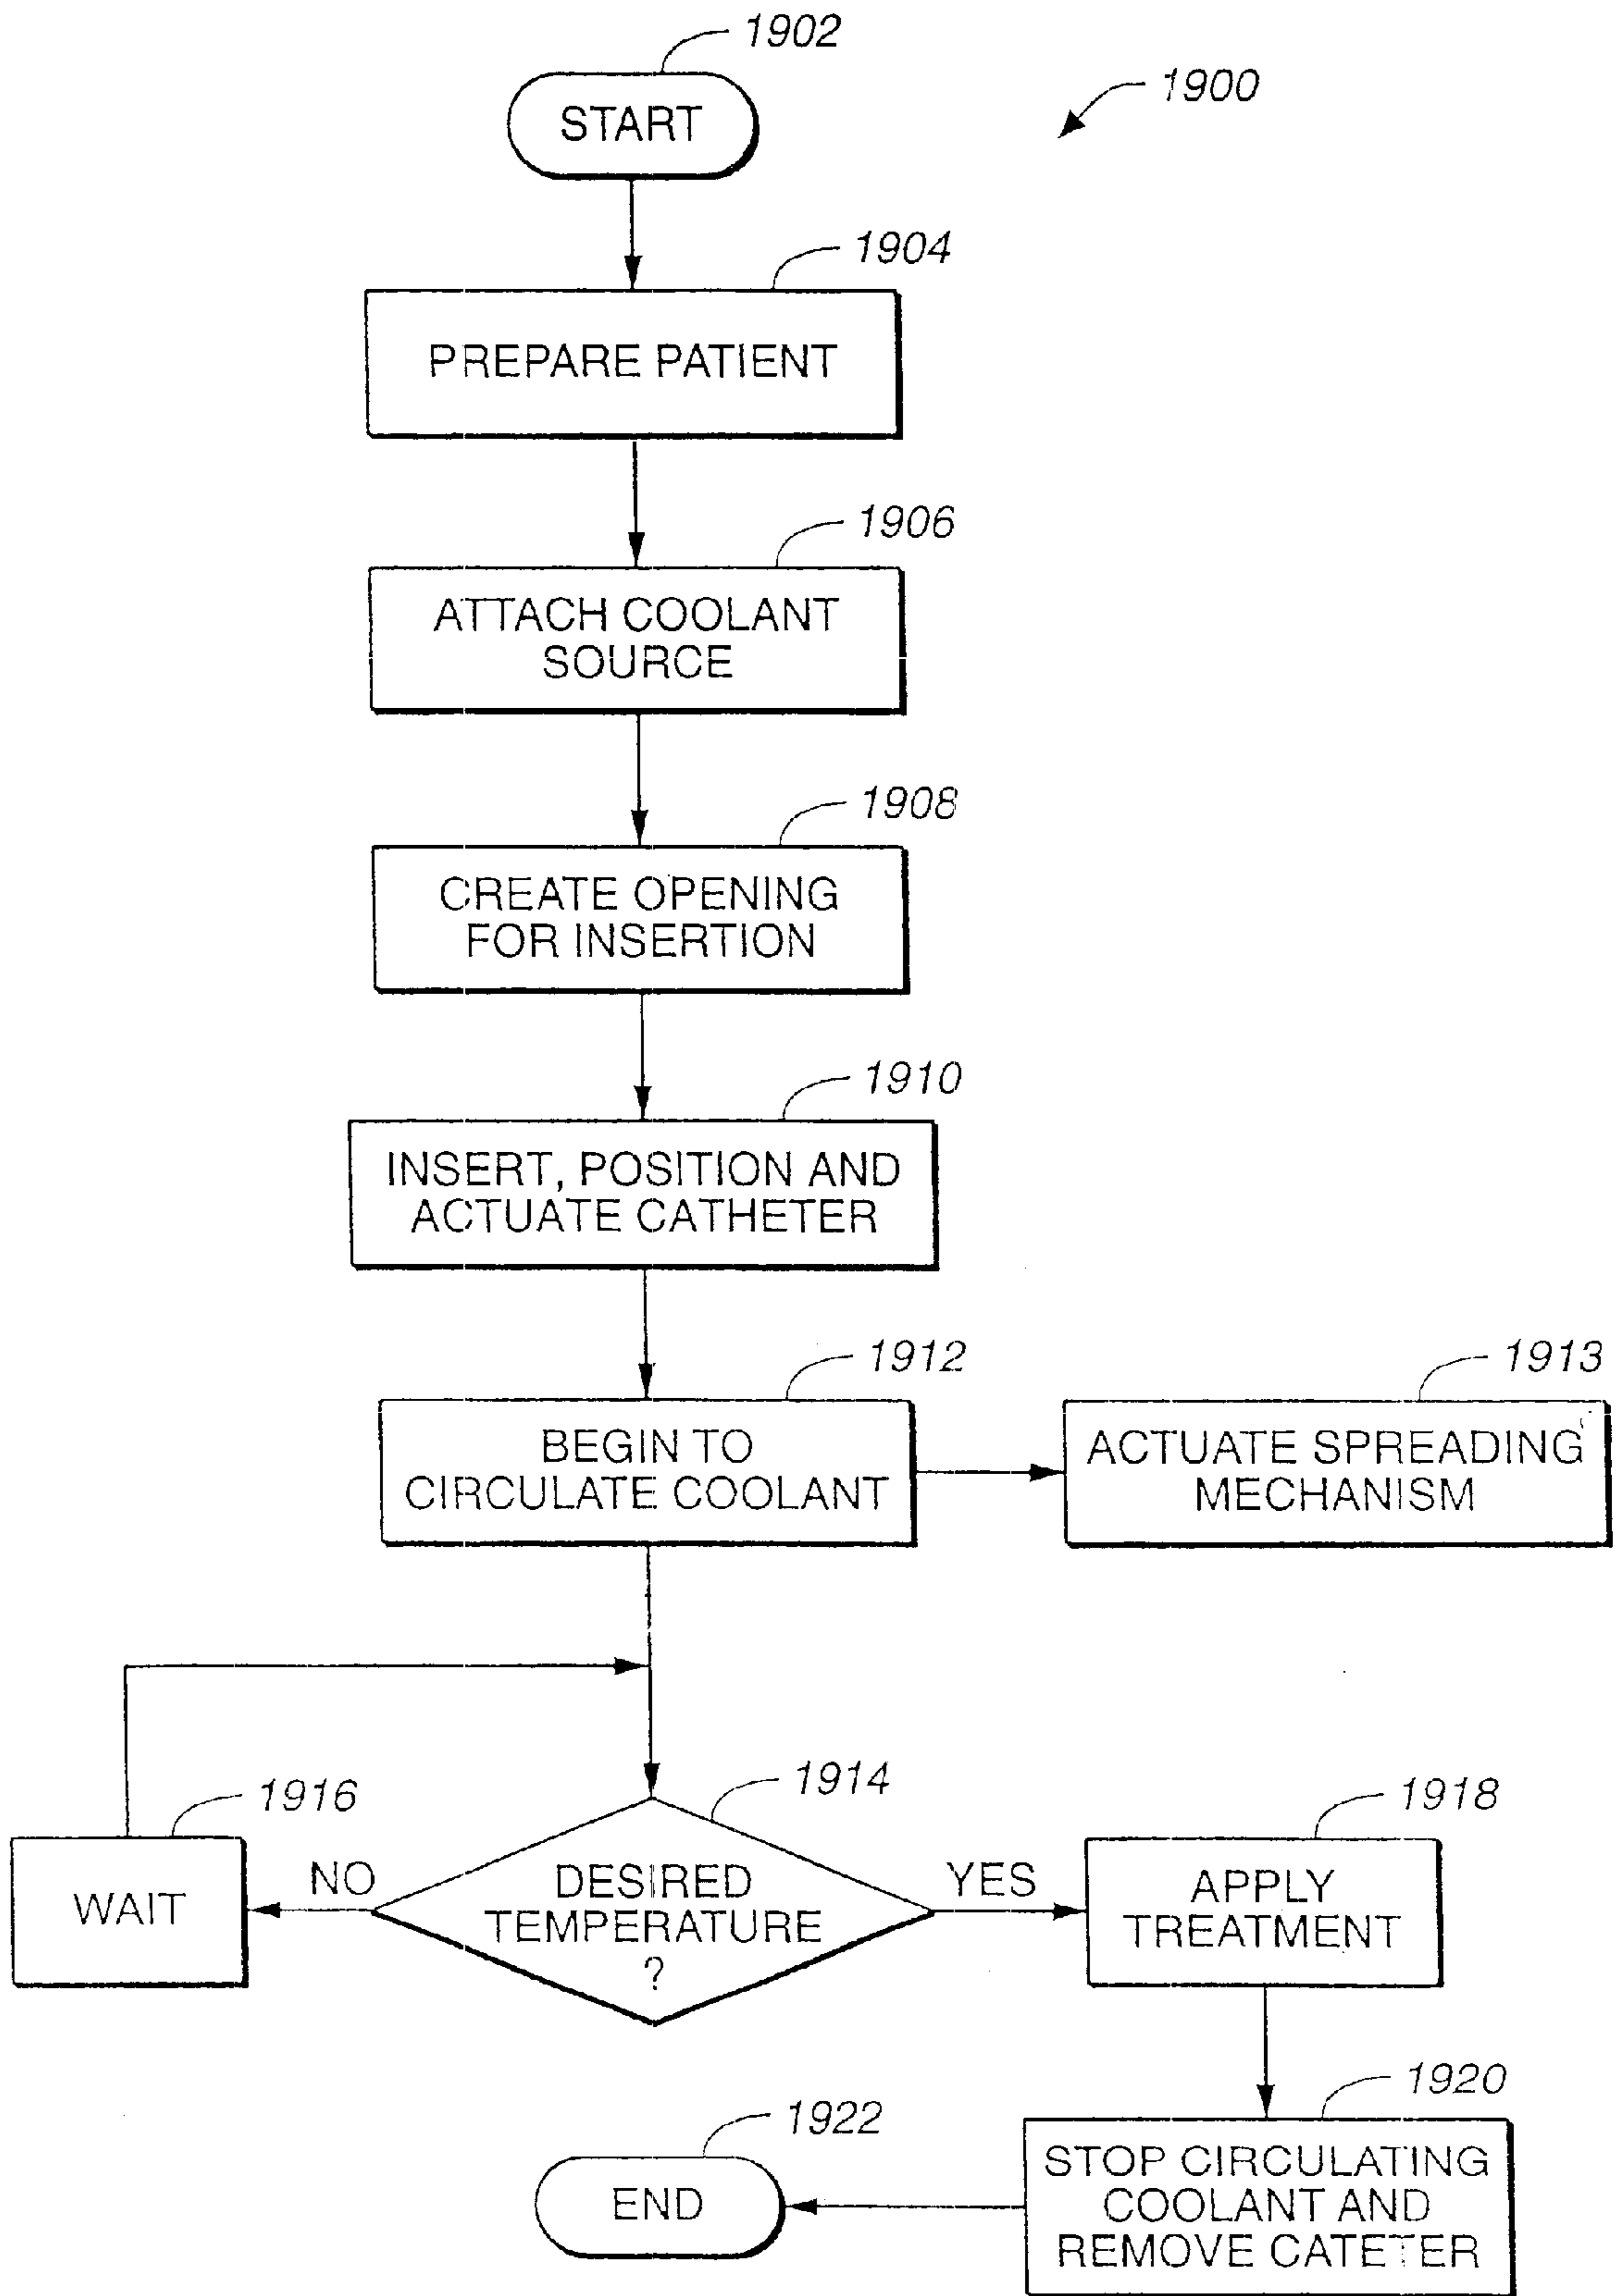 1902
START
1900
1904
PREPARE PATIENT
1906
ATTACH COOLANT
SOURCE
1908
CREATE OPENING
FOR INSERTION
1910
INSERT, POSITION AND
ACTUATE CATHETER
1912
BEGIN TO
CIRCULATE COOLANT
1913
ACTUATE SPREADING
MECHANISM
1914
DESIRED
TEMPERATURE
?
NO
1916
WAIT
YES
1918
APPLY
TREATMENT
1920
STOP CIRCULATING
COOLANT AND
REMOVE CATETER
1922
END